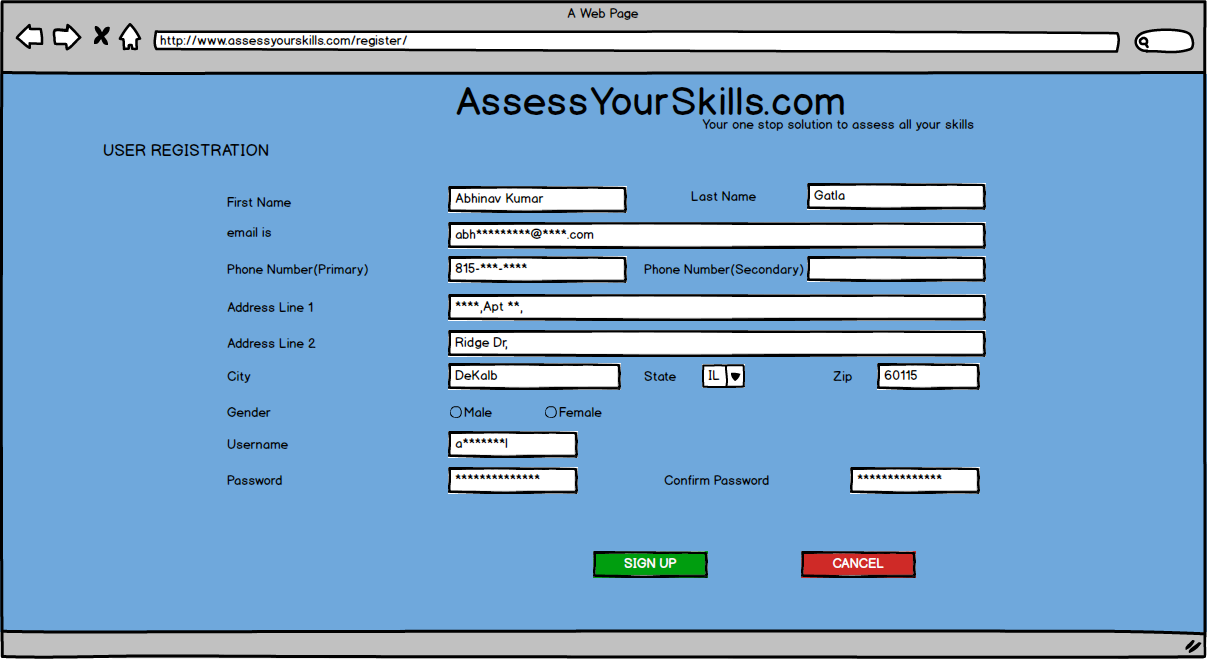 A Web Page
http://www.assessyourskills.com/register/
AssessYourSkills.com
Your one stop solution to assess all your skills
USER REGISTRATION
First Name Abhinav Kumar Last Name Gatla
email is abh*********@****.com
Phone Number(Primary) 815-***-**** Phone Number(Secondary)
Address Line 1 ****,Apt **,
Address Line 2 Ridge Dr,
City DeKalb State IL Zip 60115
Gender Male Female
Username a*******l
Password ************** Confirm Password **************
SIGN UP CANCEL